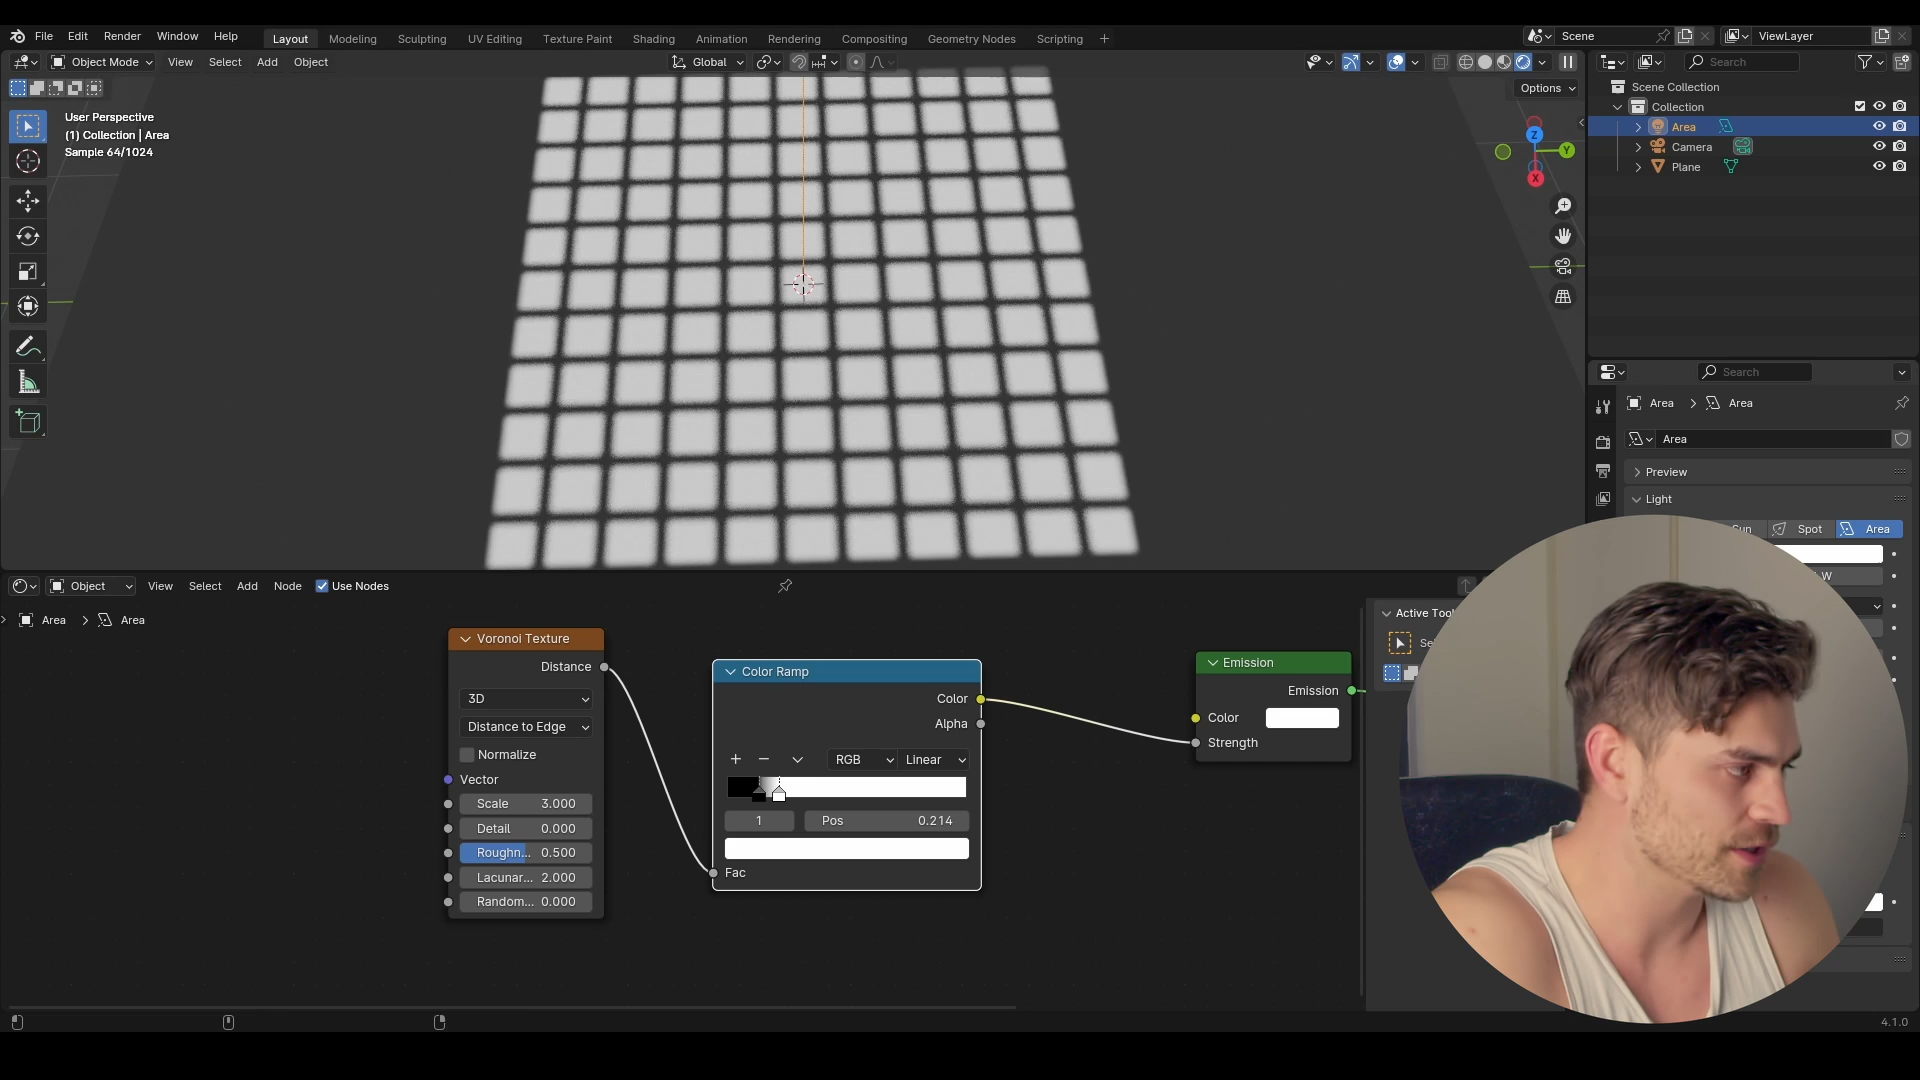 File Edit Render Window Help
Layout Modeling Sculpting UV Editing Texture Paint Shading Animation Rendering Compositing Geometry Nodes Scripting +
Scene
ViewLayer
Object Mode View Select Add Object
Global
Options
User Perspective
(1) Collection | Area
Sample 64/1024
Z
Y
X
Search
Scene Collection
Collection
Area
Camera
Plane
Search
Area > Area
Area
Preview
Light
Spot Area
W
Object View Select Add Node Use Nodes
Area > Area
Voronoi Texture
Distance
3D
Distance to Edge
Normalize
Vector
Scale 3.000
Detail 0.000
Roughn... 0.500
Lacunar... 2.000
Random... 0.000
Color Ramp
Color
Alpha
+ −
RGB Linear
1
Pos 0.214
Fac
Emission
Emission
Color
Strength
Active Tool
4.1.0